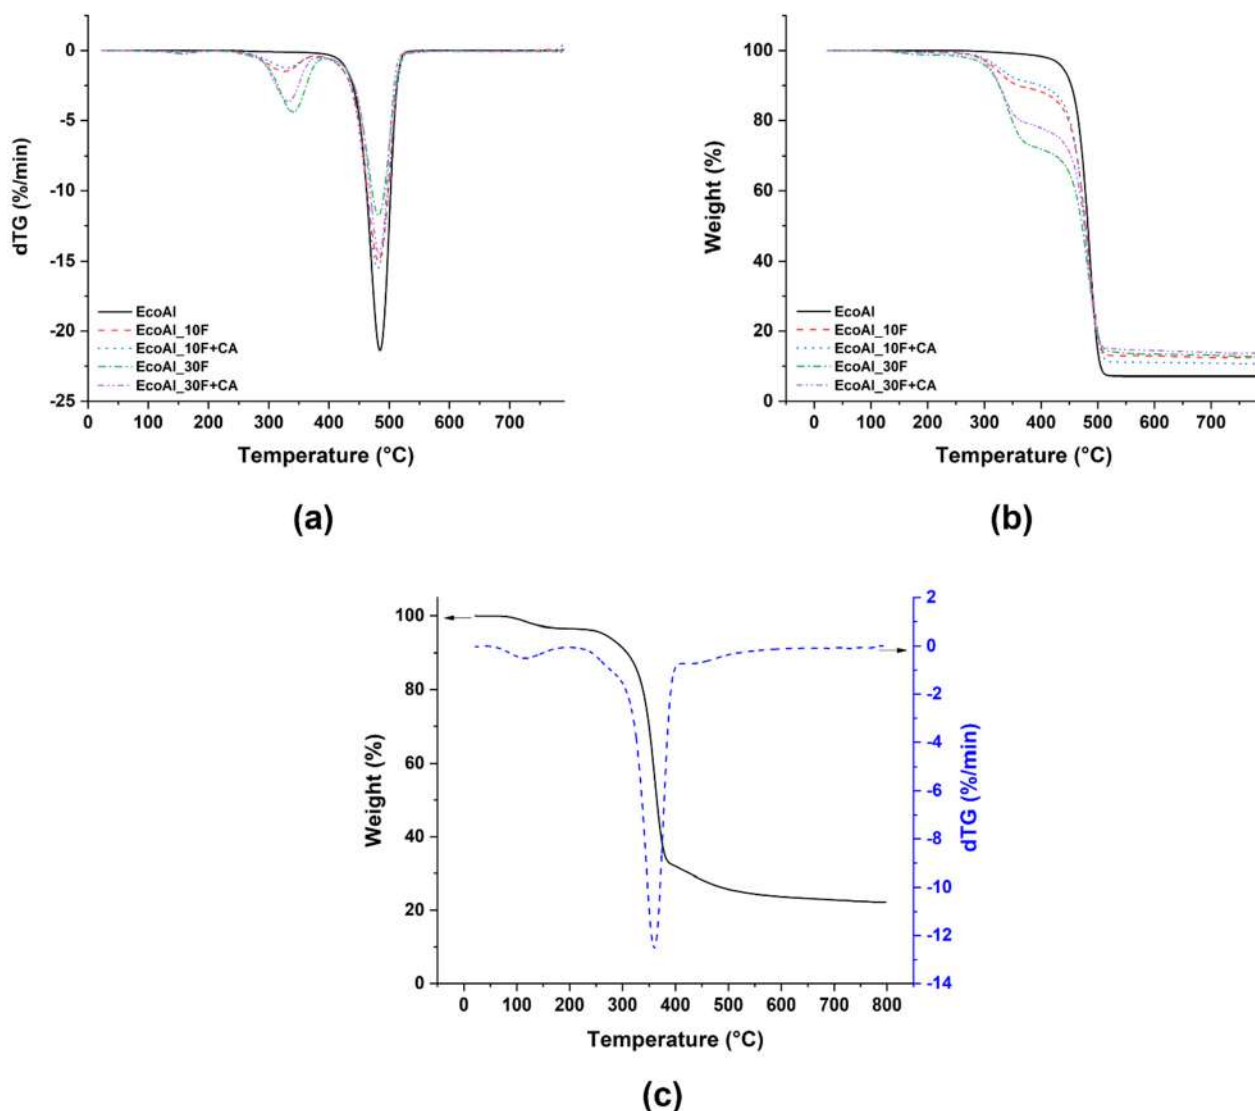 0
-5
-10
-15
-20
-25
dTG (%/min)
EcoAl
EcoAl_10F
EcoAl_10F+CA
EcoAl_30F
EcoAl_30F+CA
0 100 200 300 400 500 600 700
Temperature (°C)
(a)
100
80
60
40
20
0
Weight (%)
EcoAl
EcoAl_10F
EcoAl_10F+CA
EcoAl_30F
EcoAl_30F+CA
0 100 200 300 400 500 600 700
Temperature (°C)
(b)
100
80
60
40
20
0
Weight (%)
2
0
-2
-4
-6
-8
-10
-12
-14
dTG (%/min)
0 100 200 300 400 500 600 700 800
Temperature (°C)
(c)